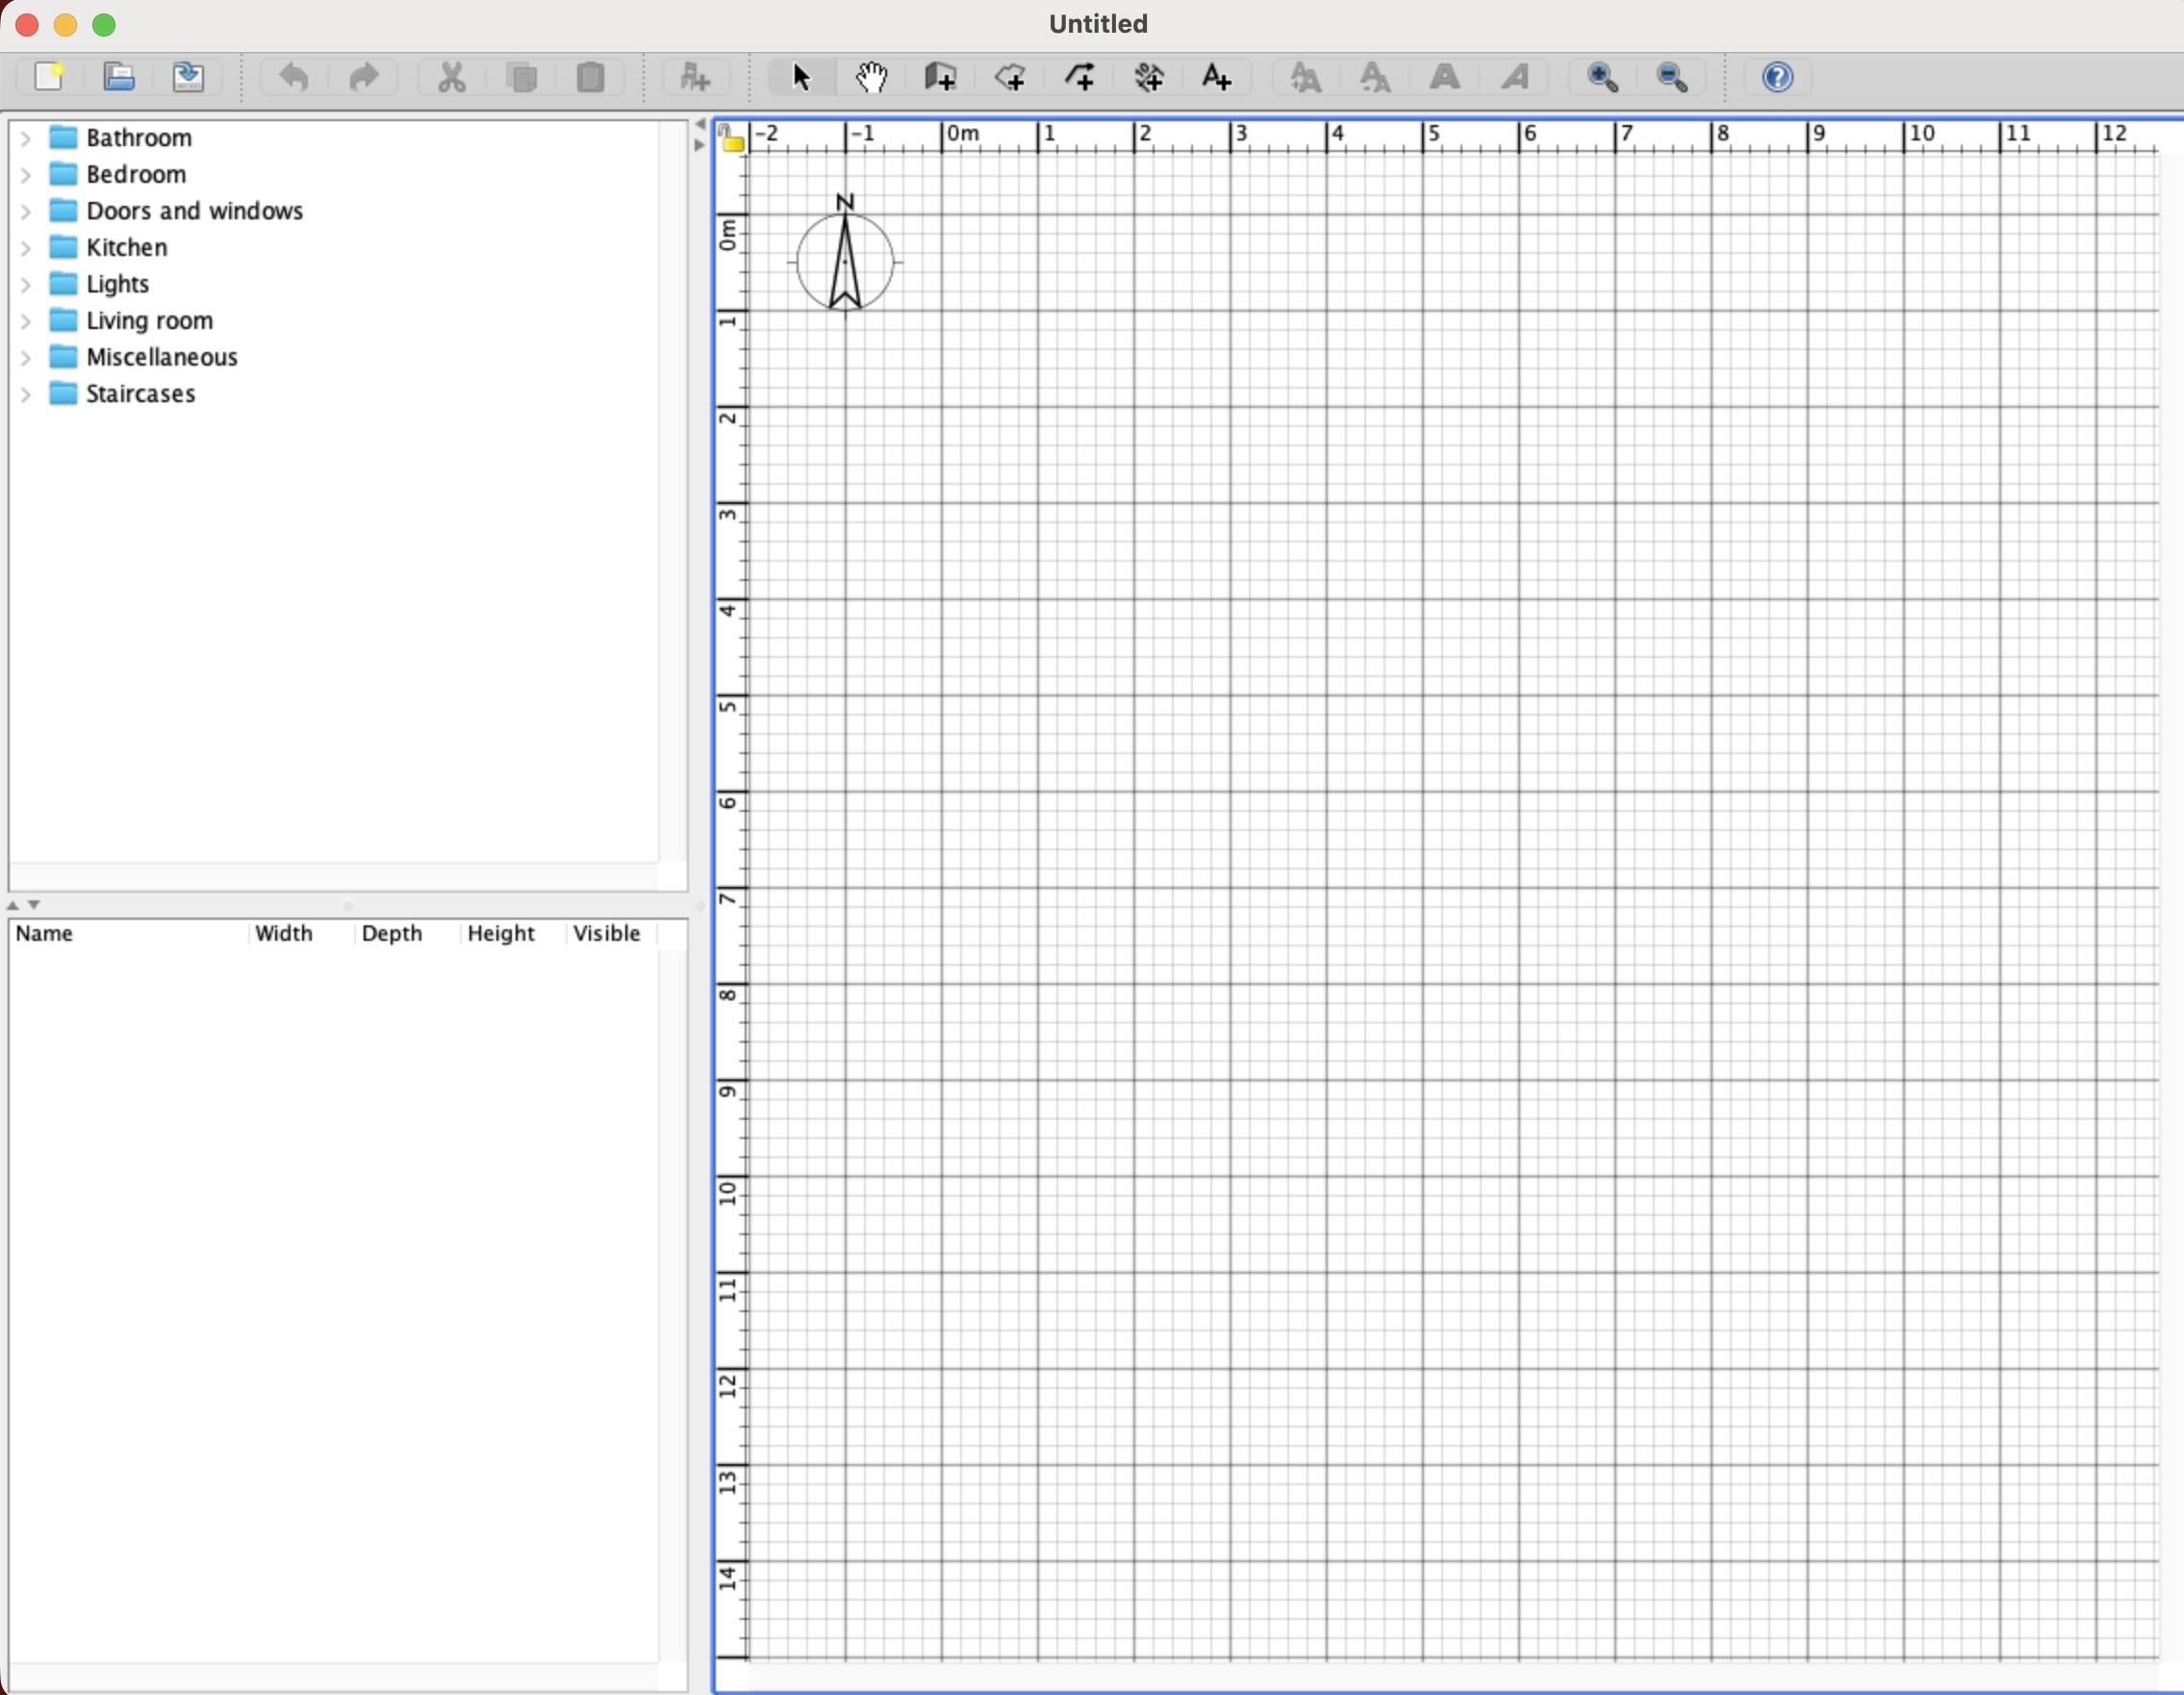 Untitled
Bathroom
Bedroom
Doors and windows
Kitchen
Lights
Living room
Miscellaneous
Staircases
Name Width Depth Height Visible
-2 -1 0m 1 2 3 4 5 6 7 8 9 10 11 12
N
0m
1
2
3
4
5
6
7
8
9
10
11
12
13
14